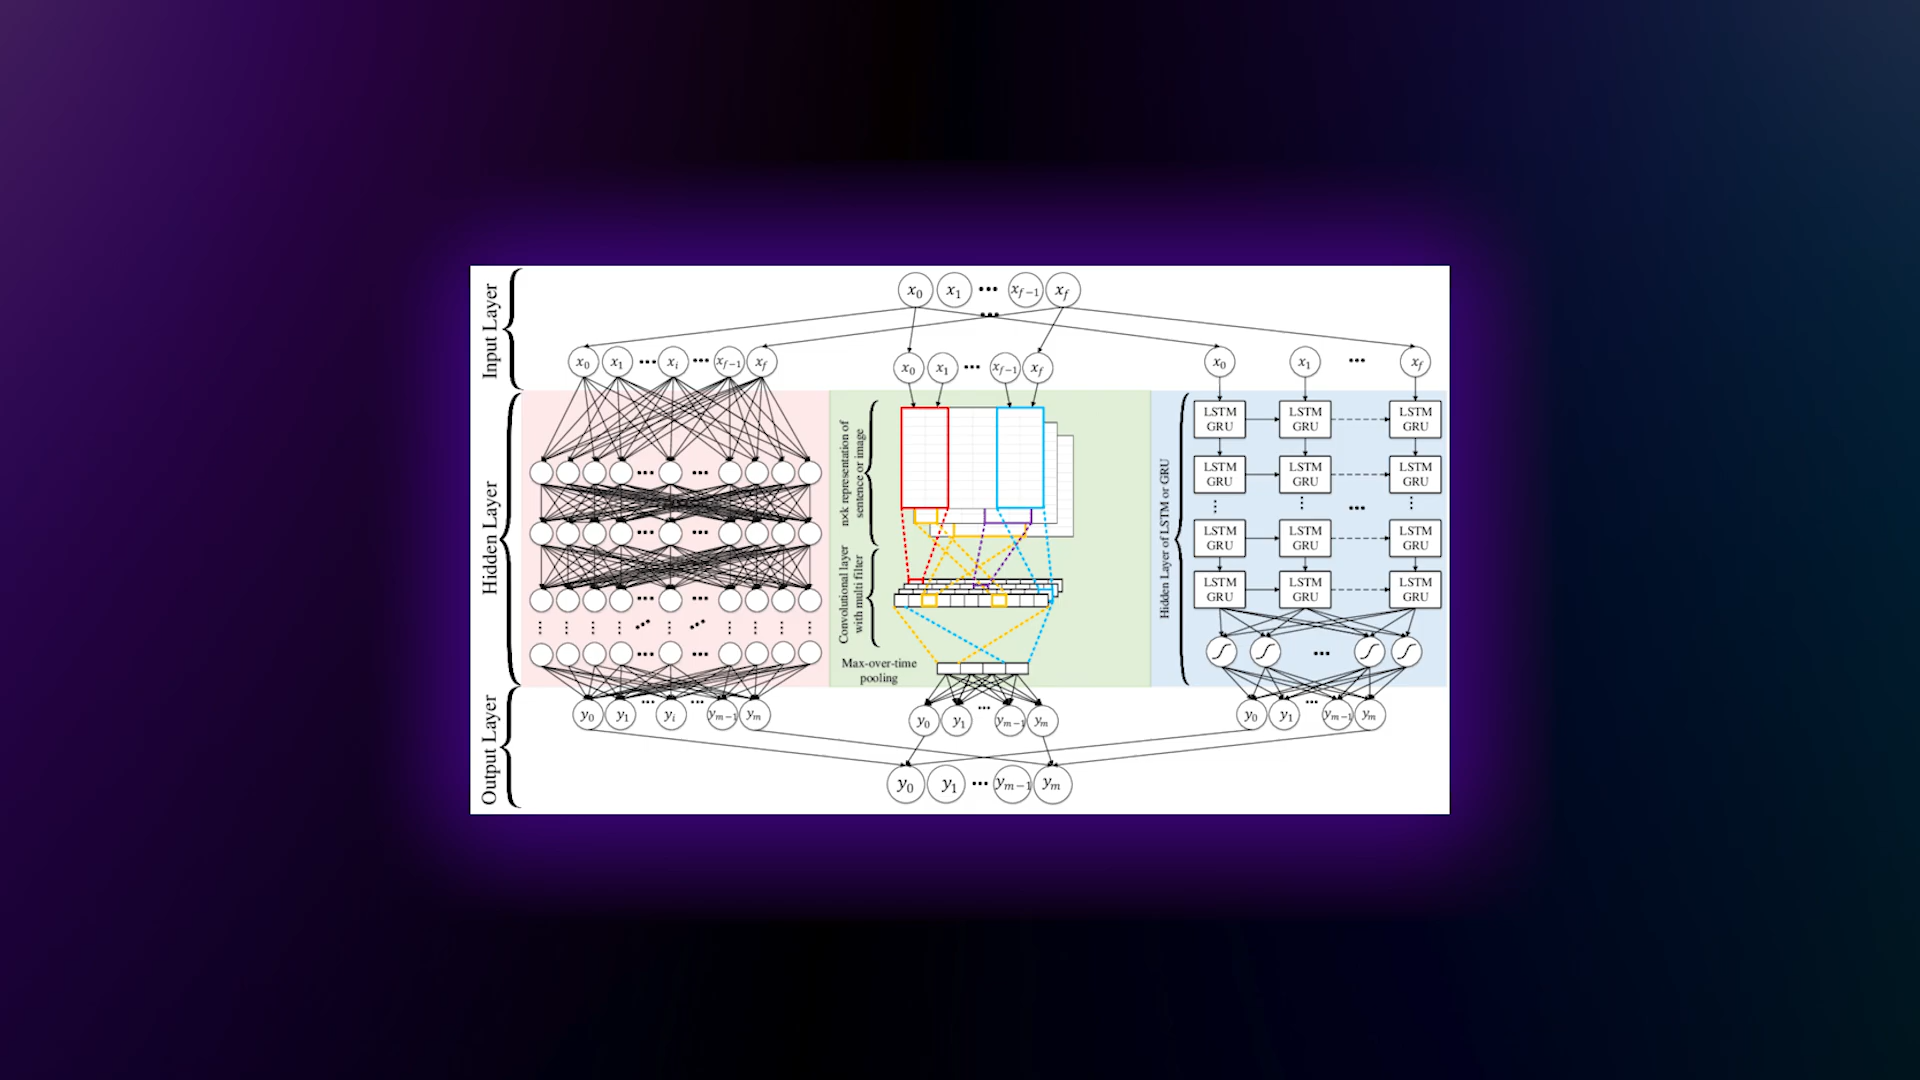 Input Layer
x0 x1 ••• xf−1 xf
•••
x0 x1 ••• xi ••• xf−1 xf
x0 x1 ••• xf−1 xf
x0 x1 ••• xf
Hidden Layer
n×k representation of
sentence or image
Convolutional layer
with multi filter
Max-over-time
pooling
Hidden Layer of LSTM or GRU
LSTM
GRU
LSTM
GRU
LSTM
GRU
LSTM
GRU
LSTM
GRU
LSTM
GRU
LSTM
GRU
LSTM
GRU
LSTM
GRU
LSTM
GRU
LSTM
GRU
LSTM
GRU
Output Layer
y0 y1 ••• yi ••• ym−1 ym
y0 y1 ••• ym−1 ym
y0 y1 ••• ym−1 ym
y0 y1 ••• ym−1 ym